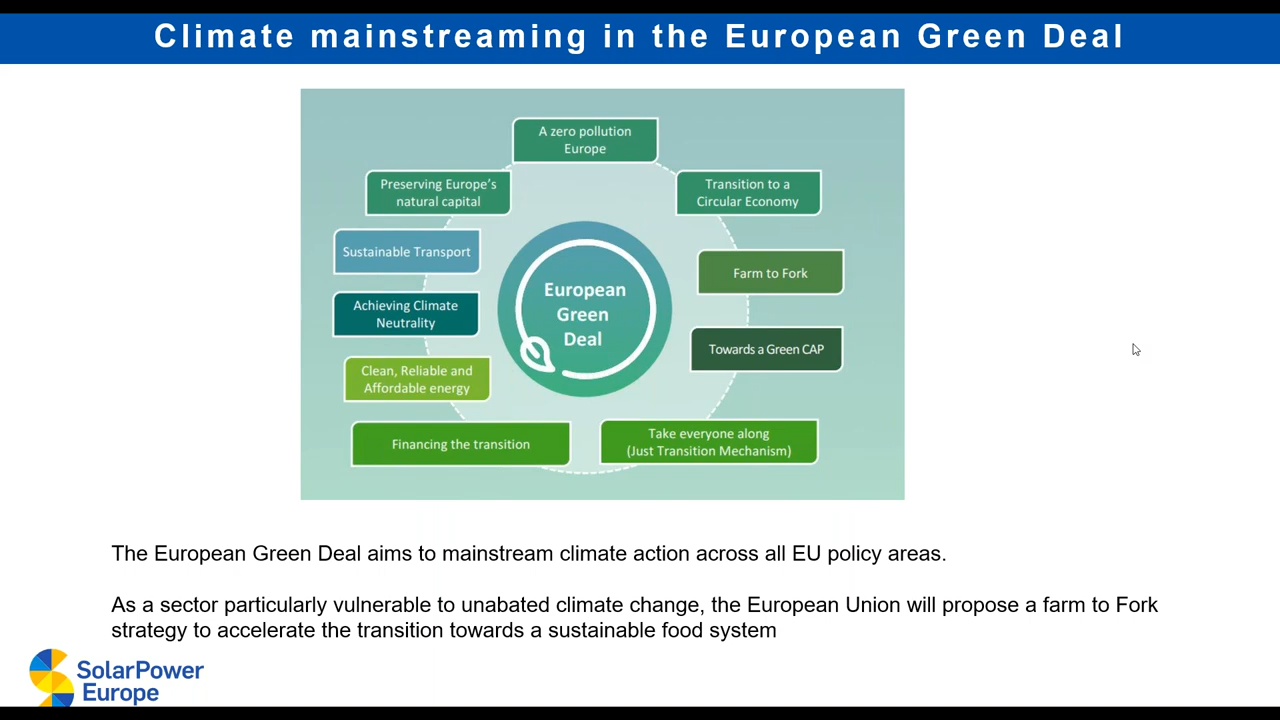 Climate mainstreaming in the European Green Deal
A zero pollution
Europe
Preserving Europe's
natural capital
Transition to a
Circular Economy
Sustainable Transport
Farm to Fork
European
Green
Deal
Achieving Climate
Neutrality
Towards a Green CAP
Clean, Reliable and
Affordable energy
Financing the transition
Take everyone along
(Just Transition Mechanism)
The European Green Deal aims to mainstream climate action across all EU policy areas.
As a sector particularly vulnerable to unabated climate change, the European Union will propose a farm to Fork
strategy to accelerate the transition towards a sustainable food system
SolarPower
Europe